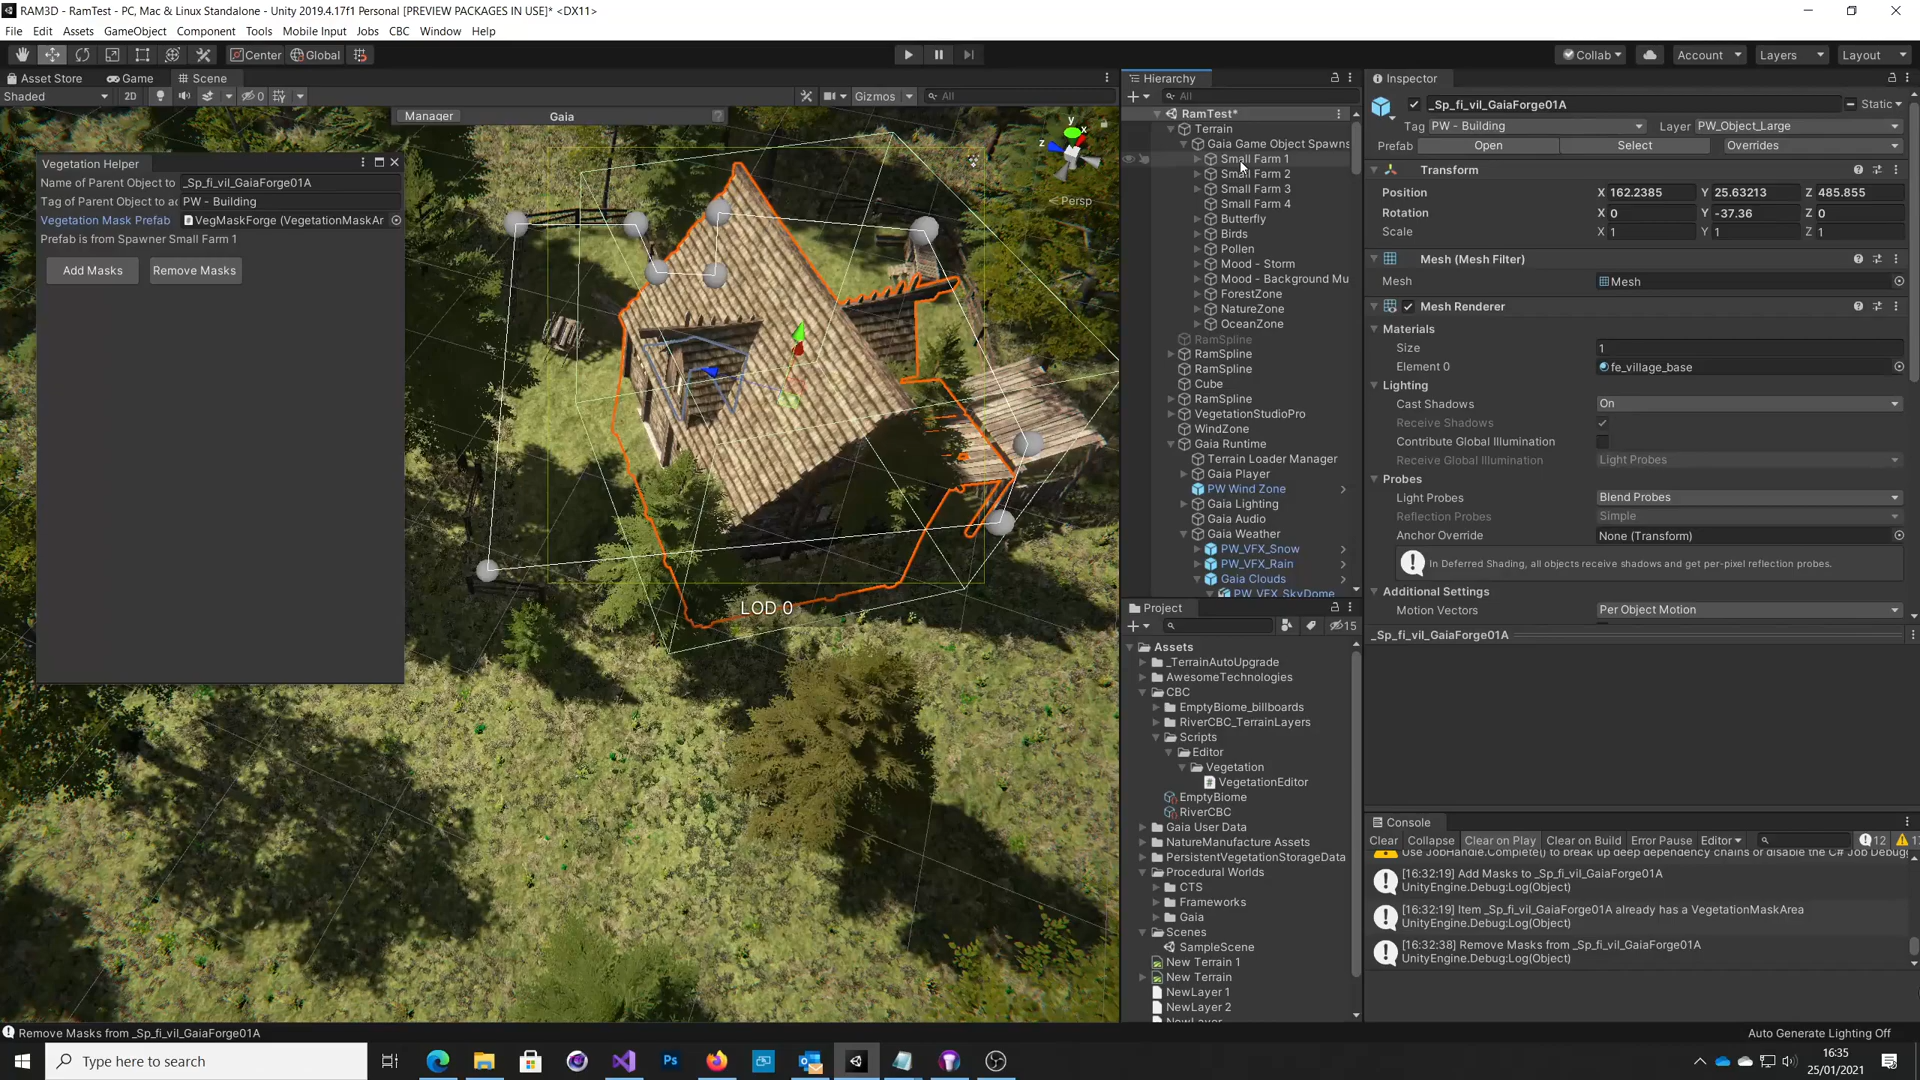 RAM3D - RamTest - PC, Mac & Linux Standalone - Unity 2019.4.17f1 Personal [PREVIEW PACKAGES IN USE]* <DX11>
File Edit Assets GameObject Component Tools Mobile Input Jobs CBC Window Help
Center Global
Collab Account Layers Layout
Asset Store Game Scene
Shaded 2D 0 Gizmos All
Manager Gaia
y
x
z
Persp
Vegetation Helper
Name of Parent Object to _Sp_fi_vil_GaiaForge01A
Tag of Parent Object to ac PW - Building
Vegetation Mask Prefab VegMaskForge (VegetationMaskAr
Prefab is from Spawner Small Farm 1
Add Masks Remove Masks
LOD 0
Hierarchy
All
RamTest*
Terrain
Gaia Game Object Spawns
Small Farm 1
Small Farm 2
Small Farm 3
Small Farm 4
Butterfly
Birds
Pollen
Mood - Storm
Mood - Background Mu
ForestZone
NatureZone
OceanZone
RamSpline
RamSpline
RamSpline
Cube
RamSpline
VegetationStudioPro
WindZone
Gaia Runtime
Terrain Loader Manager
Gaia Player
PW Wind Zone
Gaia Lighting
Gaia Audio
Gaia Weather
PW_VFX_Snow
PW_VFX_Rain
Gaia Clouds
PW_VFX_SkyDome
Project
15
Assets
_TerrainAutoUpgrade
AwesomeTechnologies
CBC
EmptyBiome_billboards
RiverCBC_TerrainLayers
Scripts
Editor
Vegetation
VegetationEditor
EmptyBiome
RiverCBC
Gaia User Data
NatureManufacture Assets
PersistentVegetationStorageData
Procedural Worlds
CTS
Frameworks
Gaia
Scenes
SampleScene
New Terrain 1
New Terrain
NewLayer 1
NewLayer 2
NewLayer
Inspector
_Sp_fi_vil_GaiaForge01A Static
Tag PW - Building Layer PW_Object_Large
Prefab Open Select Overrides
Transform
Position X 162.2385 Y 25.63213 Z 485.855
Rotation X 0 Y -37.36 Z 0
Scale X 1 Y 1 Z 1
Mesh (Mesh Filter)
Mesh Mesh
Mesh Renderer
Materials
Size 1
Element 0 fe_village_base
Lighting
Cast Shadows On
Receive Shadows
Contribute Global Illumination
Receive Global Illumination Light Probes
Probes
Light Probes Blend Probes
Reflection Probes Simple
Anchor Override None (Transform)
In Deferred Shading, all objects receive shadows and get per-pixel reflection probes.
Additional Settings
Motion Vectors Per Object Motion
_Sp_fi_vil_GaiaForge01A
Console
Clear Collapse Clear on Play Clear on Build Error Pause Editor 12
Use JobHandle.Complete() to break up deep dependency chains or disable the C# Job Debug
[16:32:19] Add Masks to _Sp_fi_vil_GaiaForge01A
UnityEngine.Debug:Log(Object)
[16:32:19] Item _Sp_fi_vil_GaiaForge01A already has a VegetationMaskArea
UnityEngine.Debug:Log(Object)
[16:32:38] Remove Masks from _Sp_fi_vil_GaiaForge01A
UnityEngine.Debug:Log(Object)
Remove Masks from _Sp_fi_vil_GaiaForge01A
Auto Generate Lighting Off
Type here to search
Ps
16:35
25/01/2021